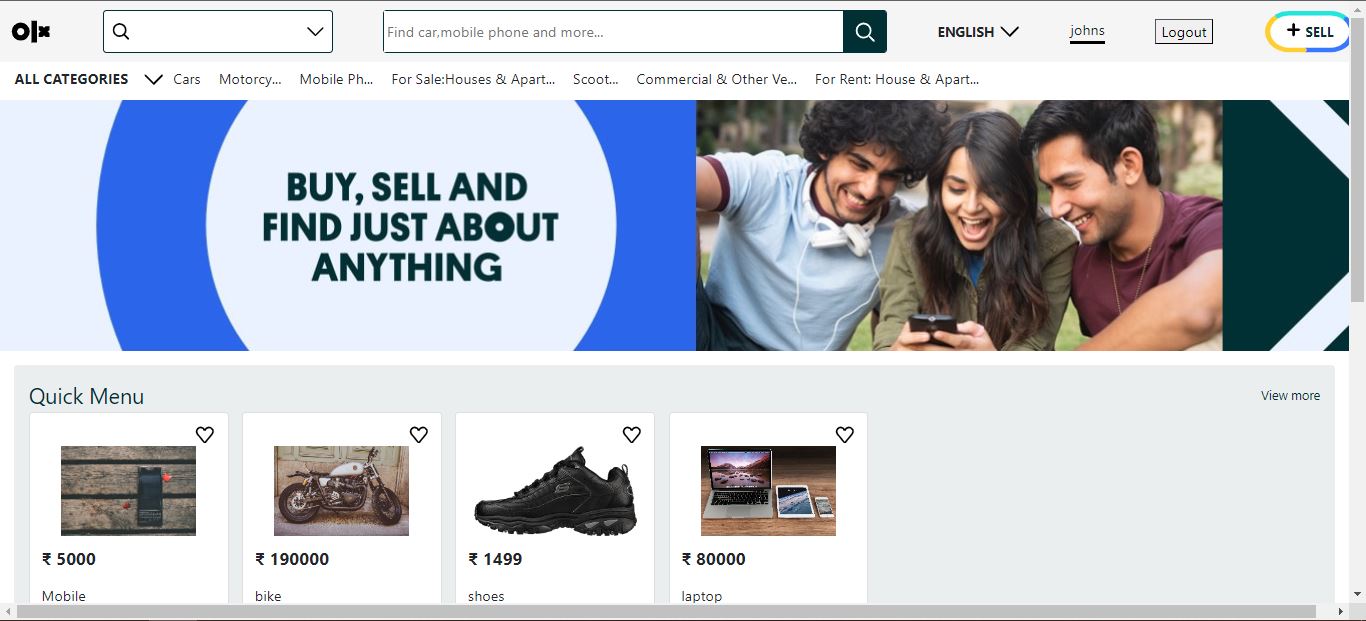 olx
Find car,mobile phone and more...
ENGLISH
johns
Logout
+ SELL
ALL CATEGORIES
Cars
Motorcy...
Mobile Ph...
For Sale:Houses & Apart...
Scoot...
Commercial & Other Ve...
For Rent: House & Apart...
BUY, SELL AND
FIND JUST ABOUT
ANYTHING
Quick Menu
View more
₹ 5000
Mobile
₹ 190000
bike
₹ 1499
shoes
₹ 80000
laptop